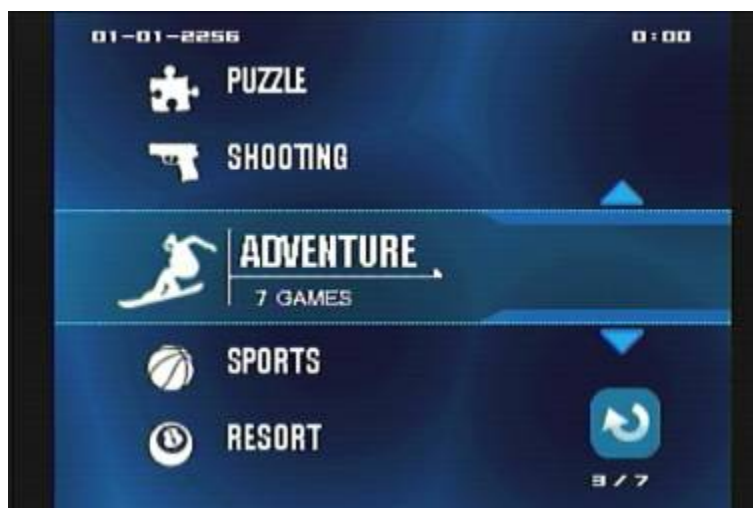 01-01-2256 0:00
PUZZLE
SHOOTING
ADVENTURE
7 GAMES
SPORTS
RESORT
3 / 7